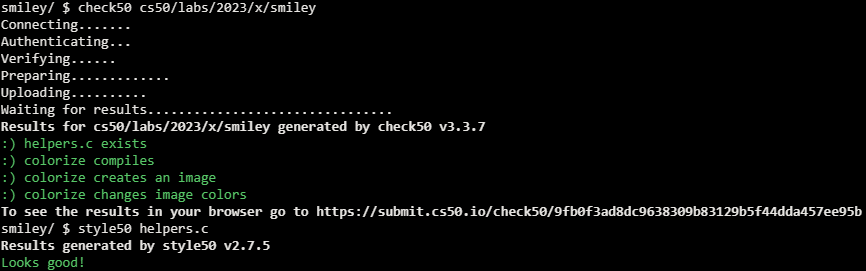 smiley/ $ check50 cs50/labs/2023/x/smiley
Connecting.......
Authenticating...
Verifying......
Preparing.............
Uploading..........
Waiting for results................................
Results for cs50/labs/2023/x/smiley generated by check50 v3.3.7
:) helpers.c exists
:) colorize compiles
:) colorize creates an image
:) colorize changes image colors
To see the results in your browser go to https://submit.cs50.io/check50/9fb0f3ad8dc9638309b83129b5f44dda457ee95b
smiley/ $ style50 helpers.c
Results generated by style50 v2.7.5
Looks good!